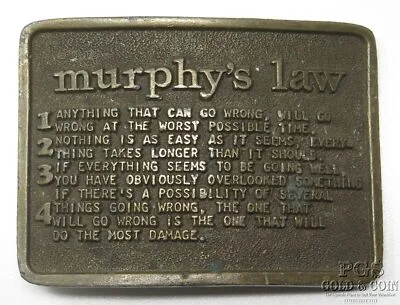 murphy's law
1 ANYTHING THAT CAN GO WRONG, WILL GO
WRONG AT THE WORST POSSIBLE TIME.
2 NOTHING IS AS EASY AS IT SEEMS, EVERY-
THING TAKES LONGER THAN IT SHOULD.
3 IF EVERYTHING SEEMS TO BE GOING WELL,
YOU HAVE OBVIOUSLY OVERLOOKED SOMETHING
4 IF THERE'S A POSSIBILITY OF SEVERAL
THINGS GOING WRONG, THE ONE THAT
WILL GO WRONG IS THE ONE THAT WILL
DO THE MOST DAMAGE.
PGS
GOLD & COIN